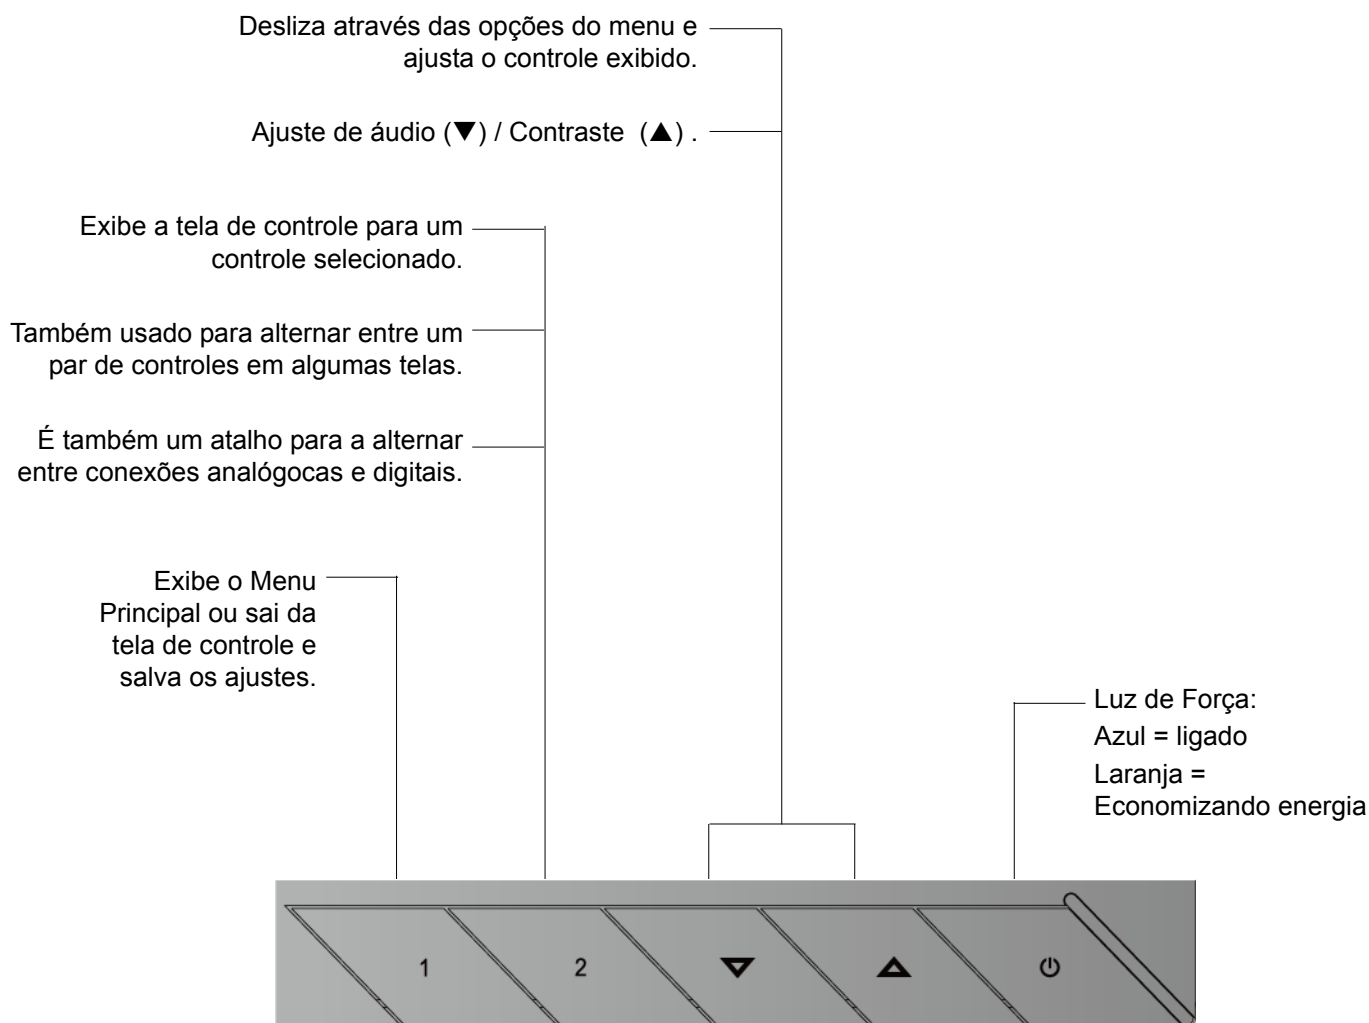 Desliza através das opções do menu e
ajusta o controle exibido.
Ajuste de áudio (▼) / Contraste  (▲) .
Exibe a tela de controle para um
controle selecionado.
Também usado para alternar entre um
par de controles em algumas telas.
É também um atalho para a alternar
entre conexões analógocas e digitais.
Exibe o Menu
Principal ou sai da
tela de controle e
salva os ajustes.
Luz de Força:
Azul = ligado
Laranja =
Economizando energia
1
2